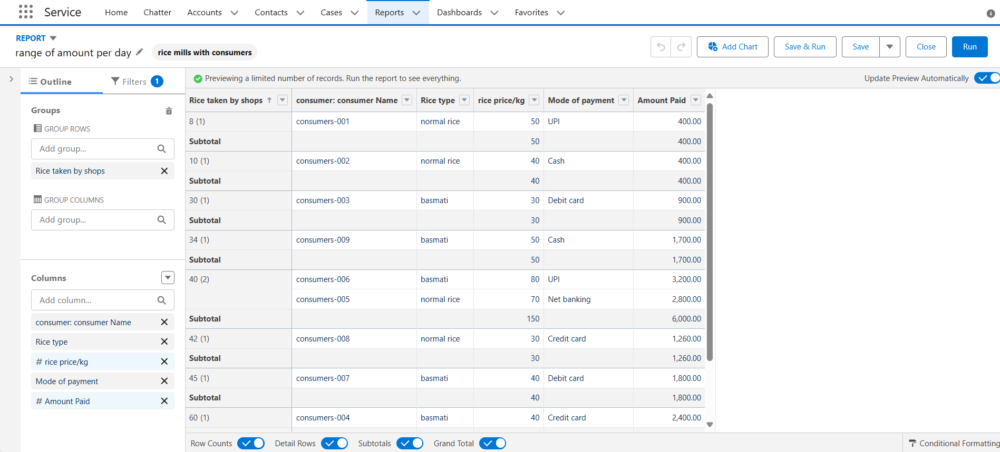 Service Home Chatter Accounts Contacts Cases Reports Dashboards Favorites
REPORT
range of amount per day rice mills with consumers
Add Chart Save & Run Save Close Run
Outline Filters 1
Previewing a limited number of records. Run the report to see everything. Update Preview Automatically
Groups
GROUP ROWS
Add group...
Rice taken by shops
GROUP COLUMNS
Add group...
Columns
Add column...
consumer: consumer Name
Rice type
# rice price/kg
Mode of payment
# Amount Paid
Rice taken by shops ↑ consumer: consumer Name Rice type rice price/kg Mode of payment Amount Paid
8 (1) consumers-001 normal rice 50 UPI 400.00
Subtotal 50 400.00
10 (1) consumers-002 normal rice 40 Cash 400.00
Subtotal 40 400.00
30 (1) consumers-003 basmati 30 Debit card 900.00
Subtotal 30 900.00
34 (1) consumers-009 basmati 50 Cash 1,700.00
Subtotal 50 1,700.00
40 (2) consumers-006 basmati 80 UPI 3,200.00
consumers-005 normal rice 70 Net banking 2,800.00
Subtotal 150 6,000.00
42 (1) consumers-008 normal rice 30 Credit card 1,260.00
Subtotal 30 1,260.00
45 (1) consumers-007 basmati 40 Debit card 1,800.00
Subtotal 40 1,800.00
60 (1) consumers-004 basmati 40 Credit card 2,400.00
Row Counts Detail Rows Subtotals Grand Total Conditional Formatting